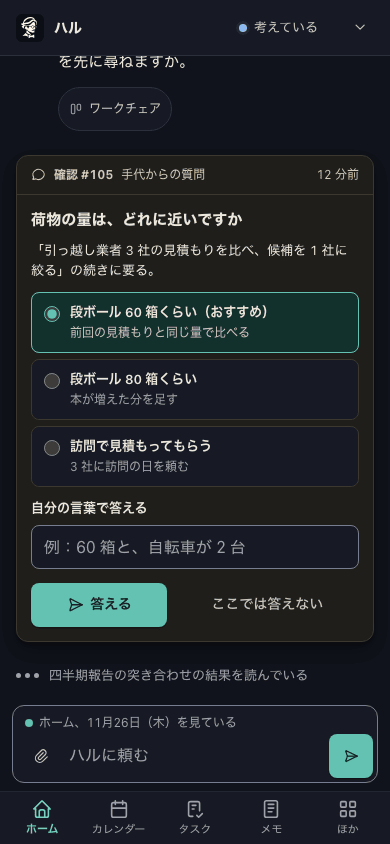 ハル
考えている
を先に尋ねますか。
ワークチェア
確認 #105 手代からの質問 12 分前
荷物の量は、どれに近いですか
「引っ越し業者 3 社の見積もりを比べ、候補を 1 社に
絞る」の続きに要る。
段ボール 60 箱くらい（おすすめ）
前回の見積もりと同じ量で比べる
段ボール 80 箱くらい
本が増えた分を足す
訪問で見積もってもらう
3 社に訪問の日を頼む
自分の言葉で答える
例：60 箱と、自転車が 2 台
答える
ここでは答えない
四半期報告の突き合わせの結果を読んでいる
ホーム、11月26日（木）を見ている
ハルに頼む
ホーム
カレンダー
タスク
メモ
ほか